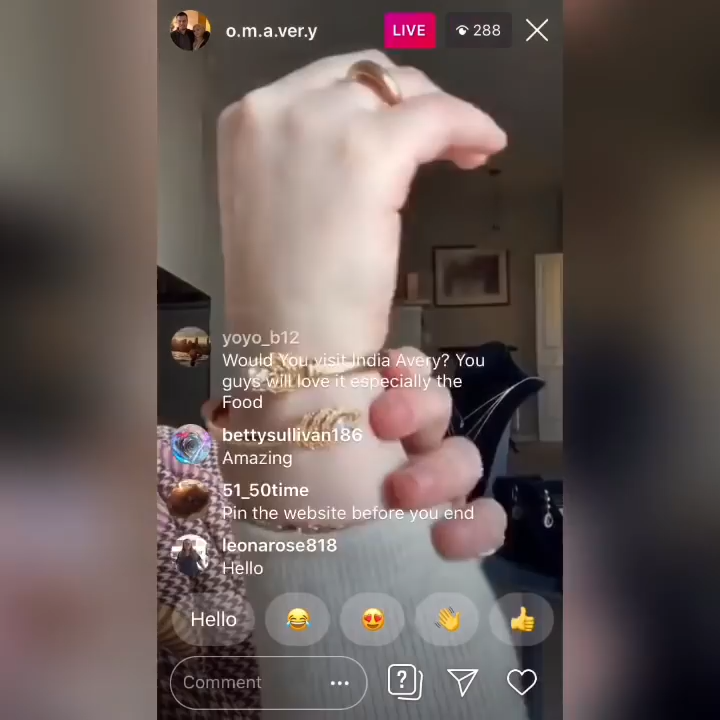 o.m.a.ver.y
LIVE
288
yoyo_b12
Would You visit India Avery? You
guys will love it especially the
Food
bettysullivan186
Amazing
51_50time
Pin the website before you end
leonarose818
Hello
Hello
Comment